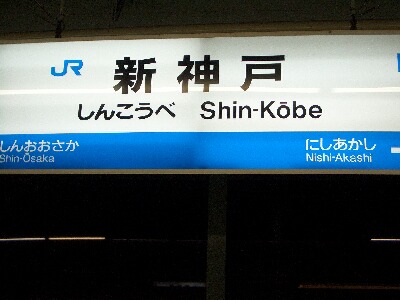 JR
新神戸
しんこうべ Shin-Kōbe
しんおおさか にしあかし
Shin-Ōsaka Nishi-Akashi